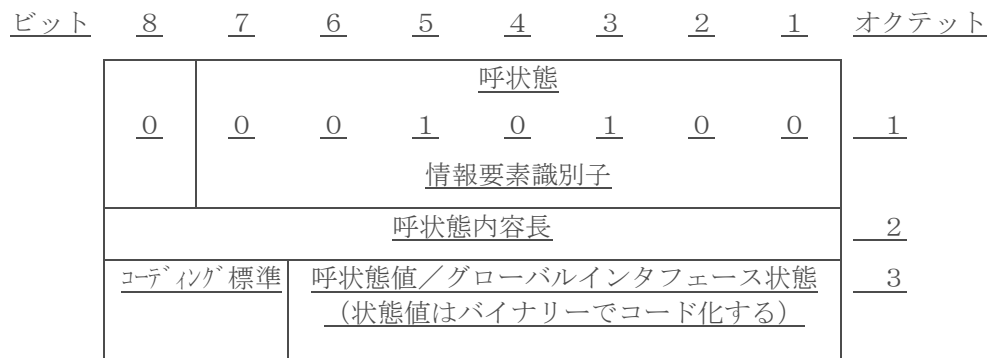 ビット ８ ７ ６ ５ ４ ３ ２ １ オクテット
呼状態
０ ０ ０ １ ０ １ ０ ０ １
情報要素識別子
呼状態内容長 ２
ｺｰﾃﾞｨﾝｸﾞ標準 呼状態値／グローバルインタフェース状態 ３
（状態値はバイナリーでコード化する）